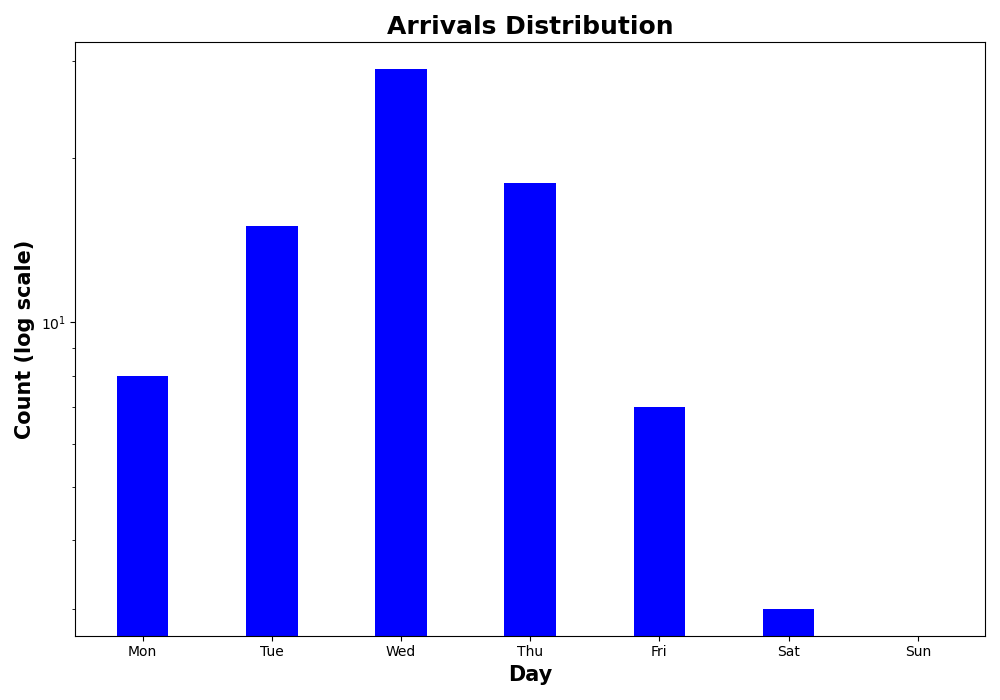 Arrivals Distribution
Count (log scale)
10¹
Mon Tue Wed Thu Fri Sat Sun
Day